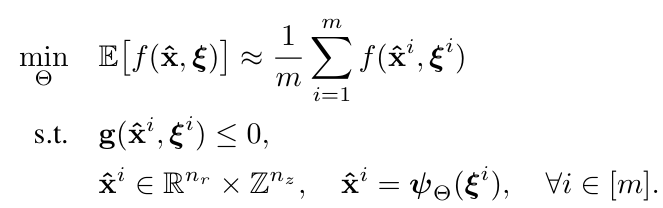 min_Θ 𝔼[f(x̂, ξ)] ≈ 1/m ∑_{i=1}^{m} f(x̂^i, ξ^i)
s.t. g(x̂^i, ξ^i) ≤ 0,
x̂^i ∈ ℝ^{n_r} × ℤ^{n_z}, x̂^i = ψ_Θ(ξ^i), ∀i ∈ [m].